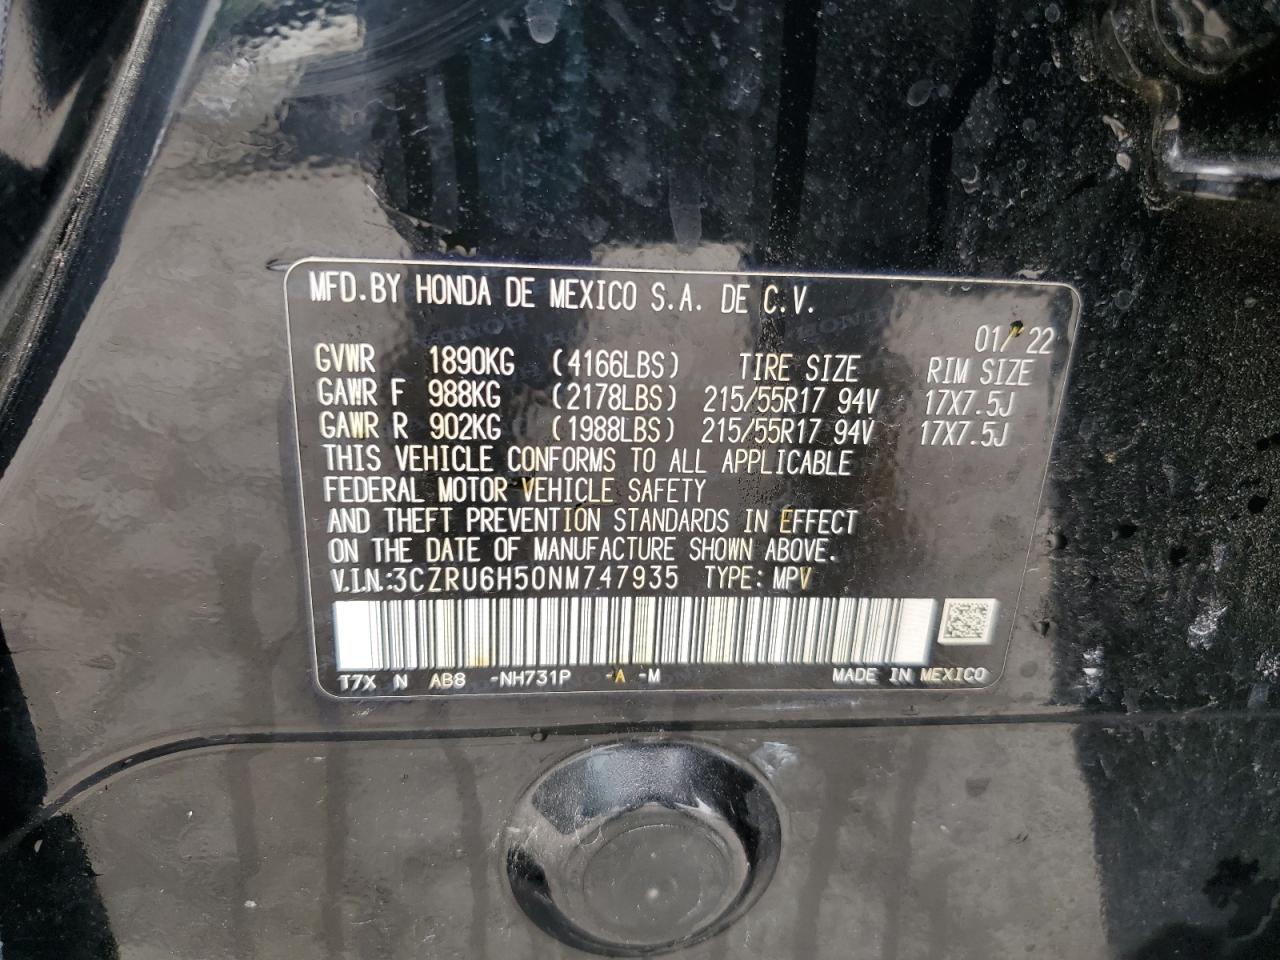 MFD.BY HONDA DE MEXICO S.A. DE C.V.
01/ 22
GVWR 1890KG (4166LBS) TIRE SIZE RIM SIZE
GAWR F 988KG (2178LBS) 215/55R17 94V 17X7.5J
GAWR R 902KG (1988LBS) 215/55R17 94V 17X7.5J
THIS VEHICLE CONFORMS TO ALL APPLICABLE
FEDERAL MOTOR VEHICLE SAFETY
AND THEFT PREVENTION STANDARDS IN EFFECT
ON THE DATE OF MANUFACTURE SHOWN ABOVE.
V.I.N.:3CZRU6H50NM747935 TYPE: MPV
T7X N AB8 -NH731P -A -M MADE IN MEXICO